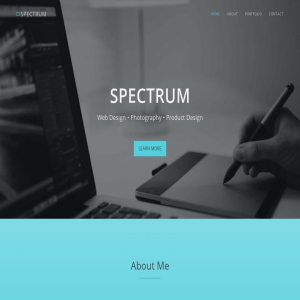 SPECTRUM
HOME ABOUT PORTFOLIO CONTACT
SPECTRUM
Web Design • Photography • Product Design
LEARN MORE
About Me